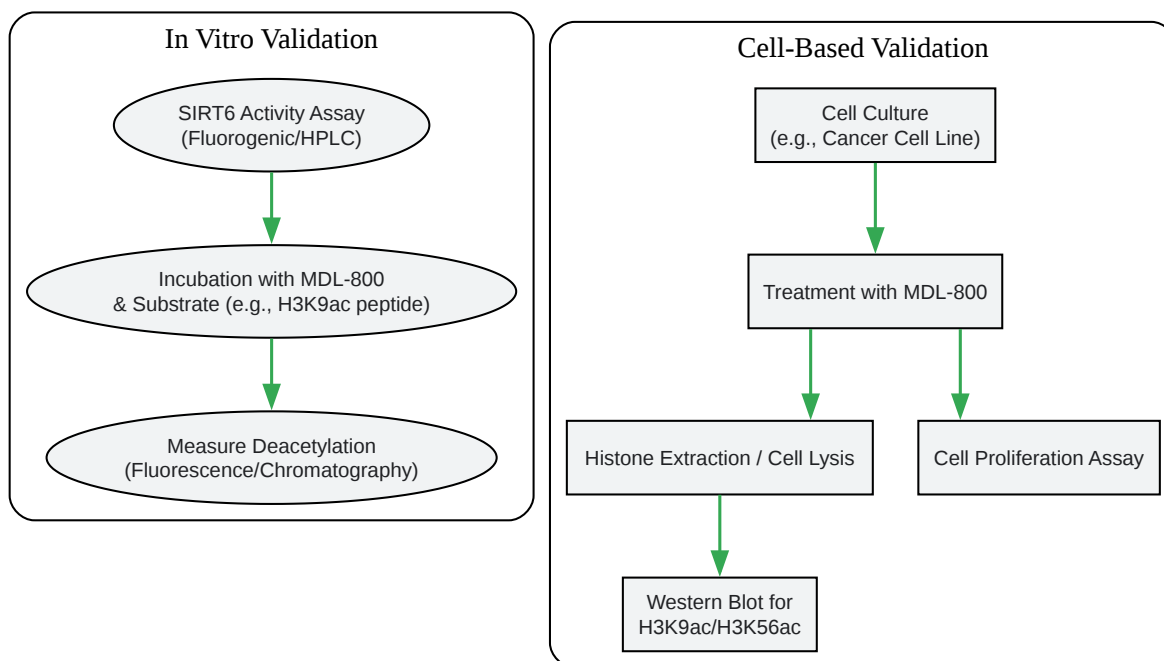 In Vitro Validation
SIRT6 Activity Assay
(Fluorogenic/HPLC)
Incubation with MDL-800
& Substrate (e.g., H3K9ac peptide)
Measure Deacetylation
(Fluorescence/Chromatography)
Cell-Based Validation
Cell Culture
(e.g., Cancer Cell Line)
Treatment with MDL-800
Histone Extraction / Cell Lysis
Cell Proliferation Assay
Western Blot for
H3K9ac/H3K56ac